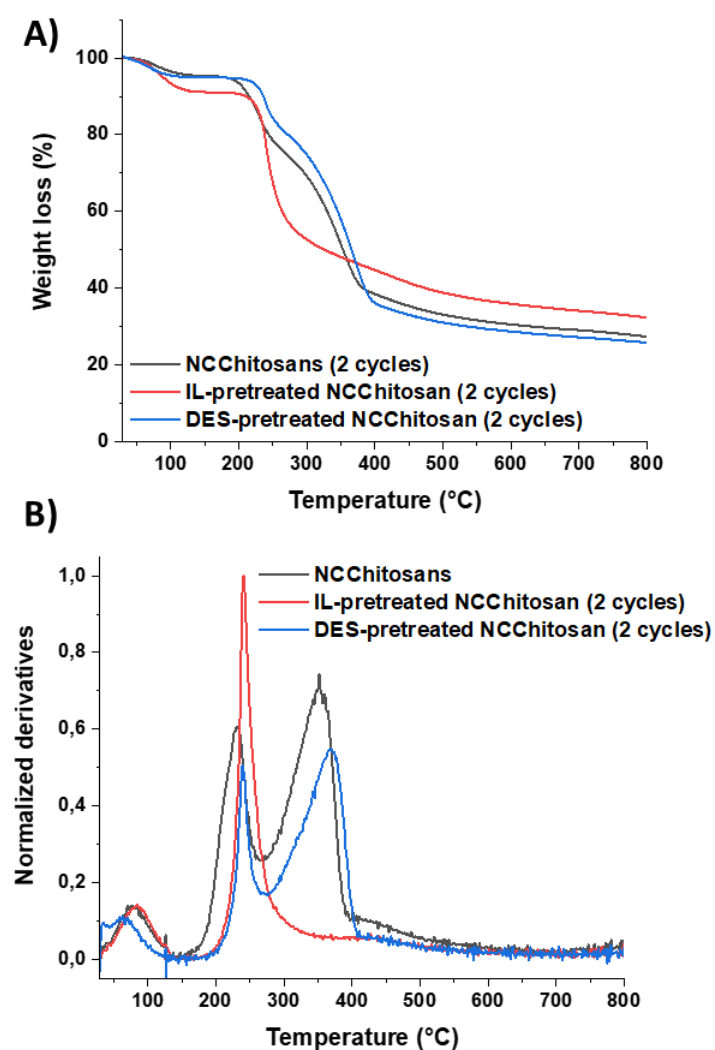 A)
Weight loss (%)
100
80
60
40
20
0
NCChitosans (2 cycles)
IL-pretreated NCChitosan (2 cycles)
DES-pretreated NCChitosan (2 cycles)
100 200 300 400 500 600 700 800
Temperature (°C)
B)
Normalized derivatives
1,0
0,8
0,6
0,4
0,2
0,0
NCChitosans
IL-pretreated NCChitosan (2 cycles)
DES-pretreated NCChitosan (2 cycles)
100 200 300 400 500 600 700 800
Temperature (°C)